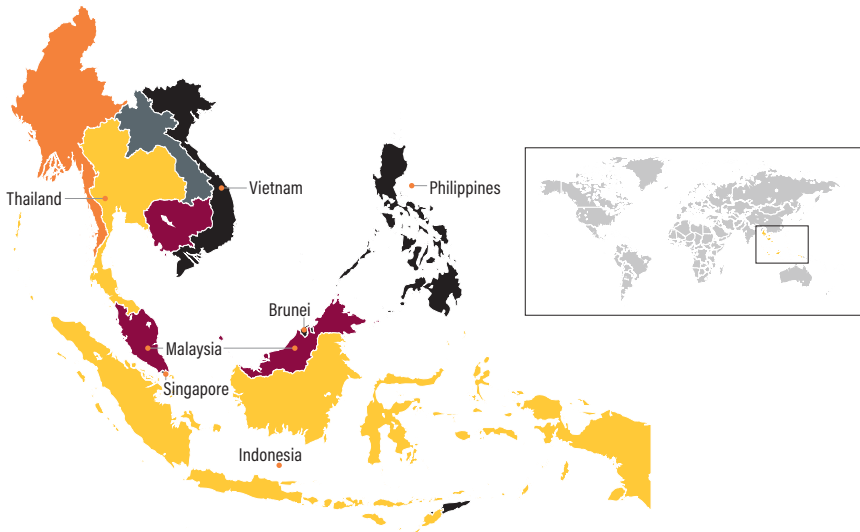 Thailand
Vietnam
Philippines
Brunei
Malaysia
Singapore
Indonesia